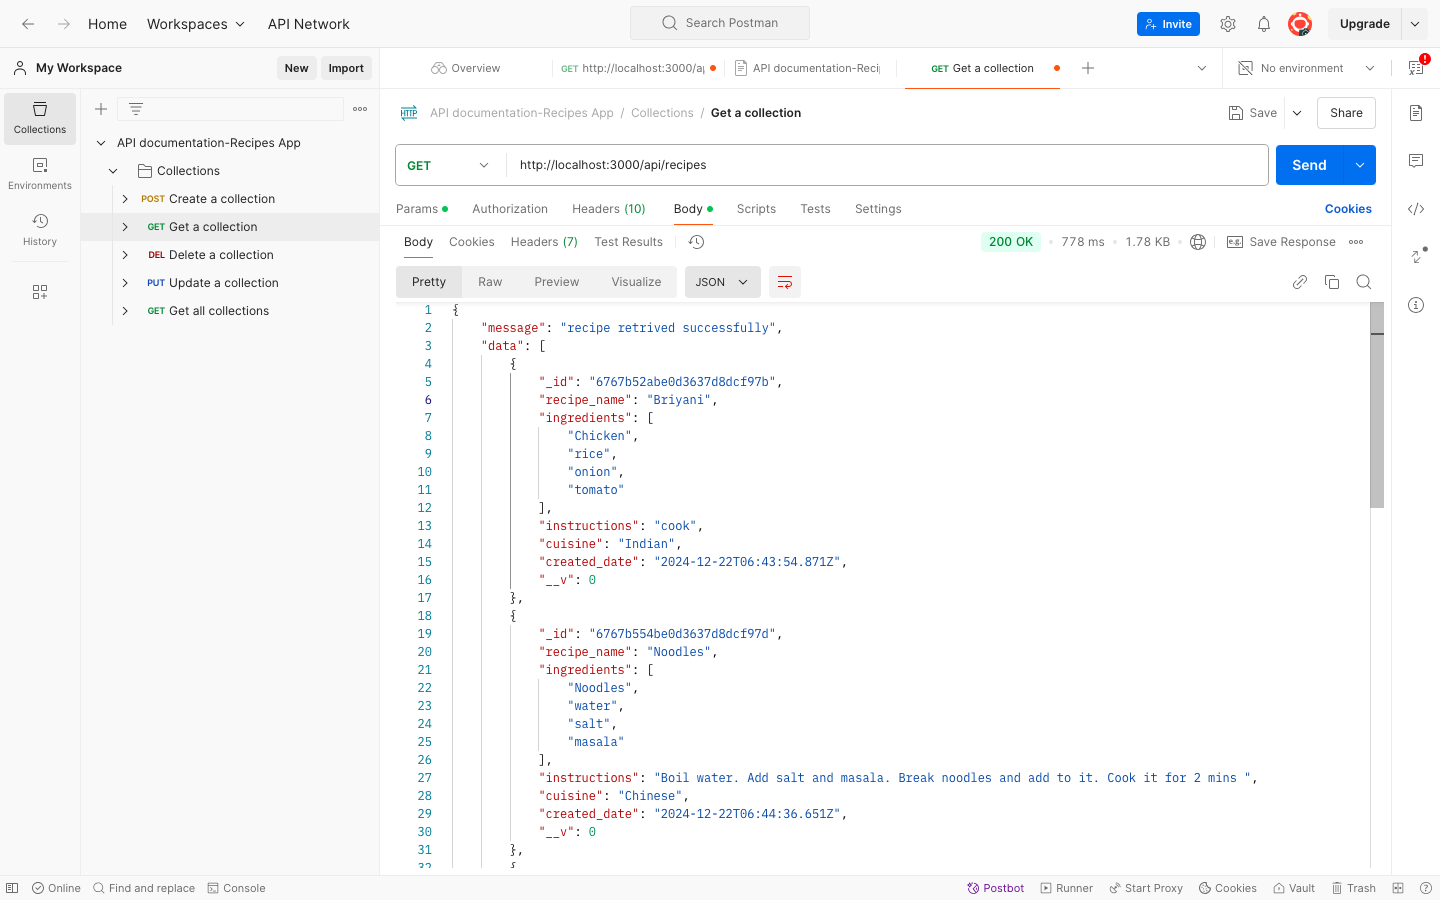 Home Workspaces API Network Search Postman Invite Upgrade
My Workspace New Import Overview GET http://localhost:3000/a GET Get a collection No environment
API documentation-Reci
Collections
API documentation-Recipes App / Collections / Get a collection Save Share
API documentation-Recipes App
Environments
Collections
GET http://localhost:3000/api/recipes Send
POST Create a collection
History
GET Get a collection
DEL Delete a collection
PUT Update a collection
GET Get all collections
Params Authorization Headers (10) Body Scripts Tests Settings Cookies
Body Cookies Headers (7) Test Results 200 OK 778 ms 1.78 KB e.g. Save Response
Pretty Raw Preview Visualize JSON
1 {
2 "message": "recipe retrived successfully",
3 "data": [
4 {
5 "_id": "6767b52abe0d3637d8dcf97b",
6 "recipe_name": "Briyani",
7 "ingredients": [
8 "Chicken",
9 "rice",
10 "onion",
11 "tomato"
12 ],
13 "instructions": "cook",
14 "cuisine": "Indian",
15 "created_date": "2024-12-22T06:43:54.871Z",
16 "__v": 0
17 },
18 {
19 "_id": "6767b554be0d3637d8dcf97d",
20 "recipe_name": "Noodles",
21 "ingredients": [
22 "Noodles",
23 "water",
24 "salt",
25 "masala"
26 ],
27 "instructions": "Boil water. Add salt and masala. Break noodles and add to it. Cook it for 2 mins ",
28 "cuisine": "Chinese",
29 "created_date": "2024-12-22T06:44:36.651Z",
30 "__v": 0
31 },
32 {
Online Find and replace Console Postbot Runner Start Proxy Cookies Vault Trash